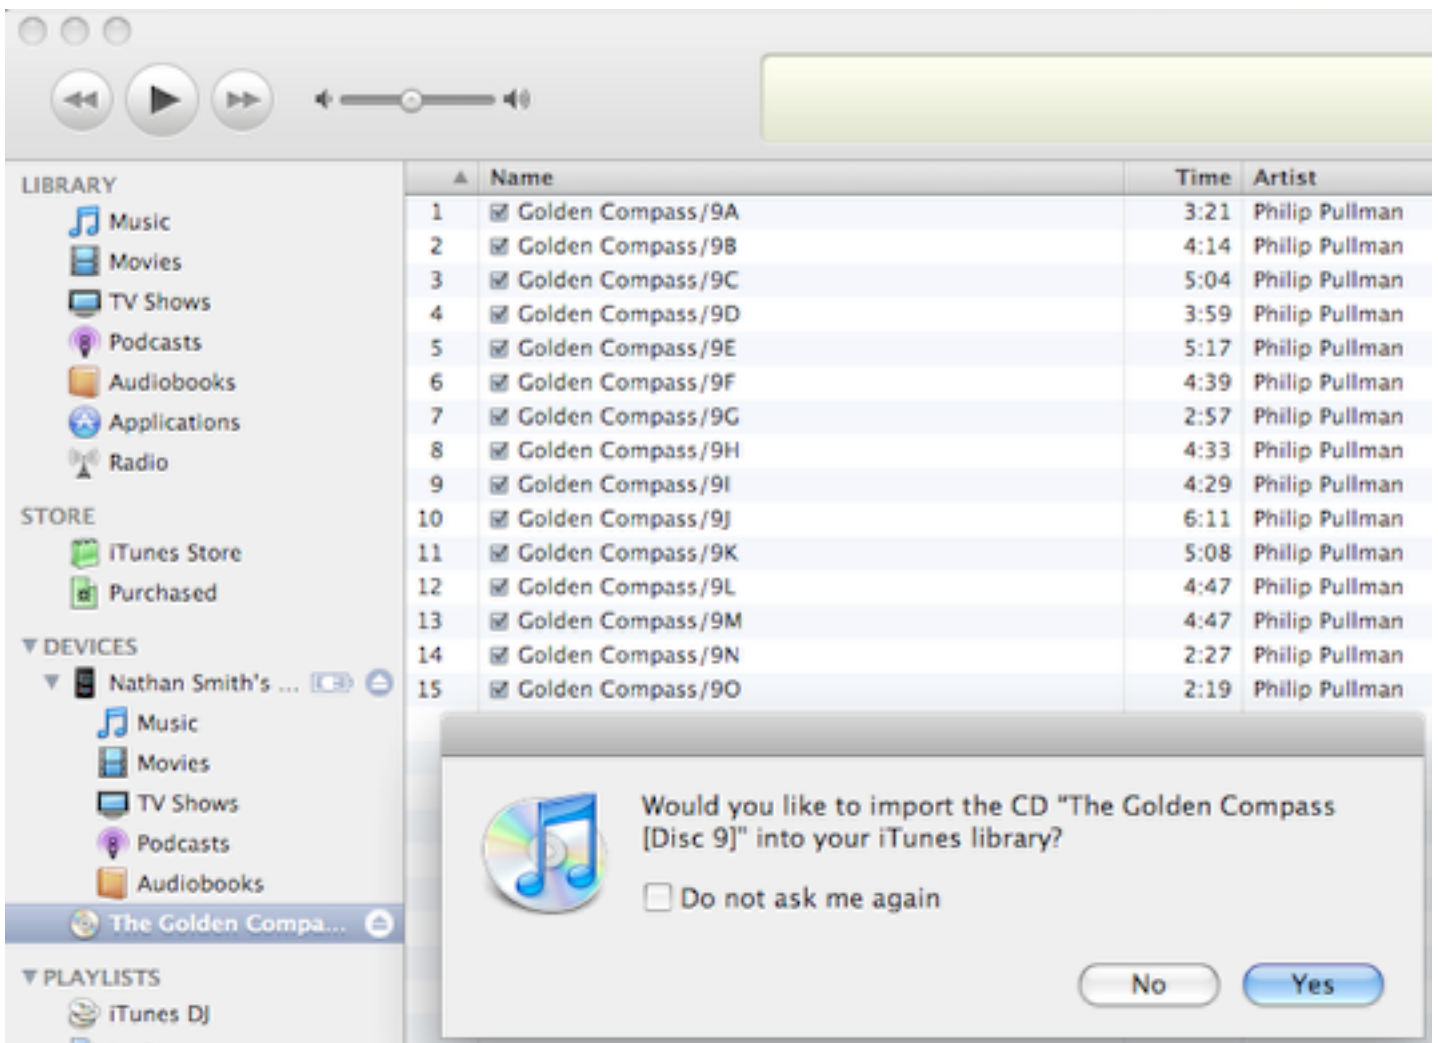 LIBRARY
Music
Movies
TV Shows
Podcasts
Audiobooks
Applications
Radio
STORE
iTunes Store
Purchased
DEVICES
Nathan Smith's ...
Music
Movies
TV Shows
Podcasts
Audiobooks
The Golden Compa...
PLAYLISTS
iTunes DJ
Name Time Artist
1 Golden Compass/9A 3:21 Philip Pullman
2 Golden Compass/9B 4:14 Philip Pullman
3 Golden Compass/9C 5:04 Philip Pullman
4 Golden Compass/9D 3:59 Philip Pullman
5 Golden Compass/9E 5:17 Philip Pullman
6 Golden Compass/9F 4:39 Philip Pullman
7 Golden Compass/9G 2:57 Philip Pullman
8 Golden Compass/9H 4:33 Philip Pullman
9 Golden Compass/9I 4:29 Philip Pullman
10 Golden Compass/9J 6:11 Philip Pullman
11 Golden Compass/9K 5:08 Philip Pullman
12 Golden Compass/9L 4:47 Philip Pullman
13 Golden Compass/9M 4:47 Philip Pullman
14 Golden Compass/9N 2:27 Philip Pullman
15 Golden Compass/9O 2:19 Philip Pullman
Would you like to import the CD "The Golden Compass
[Disc 9]" into your iTunes library?
Do not ask me again
No Yes